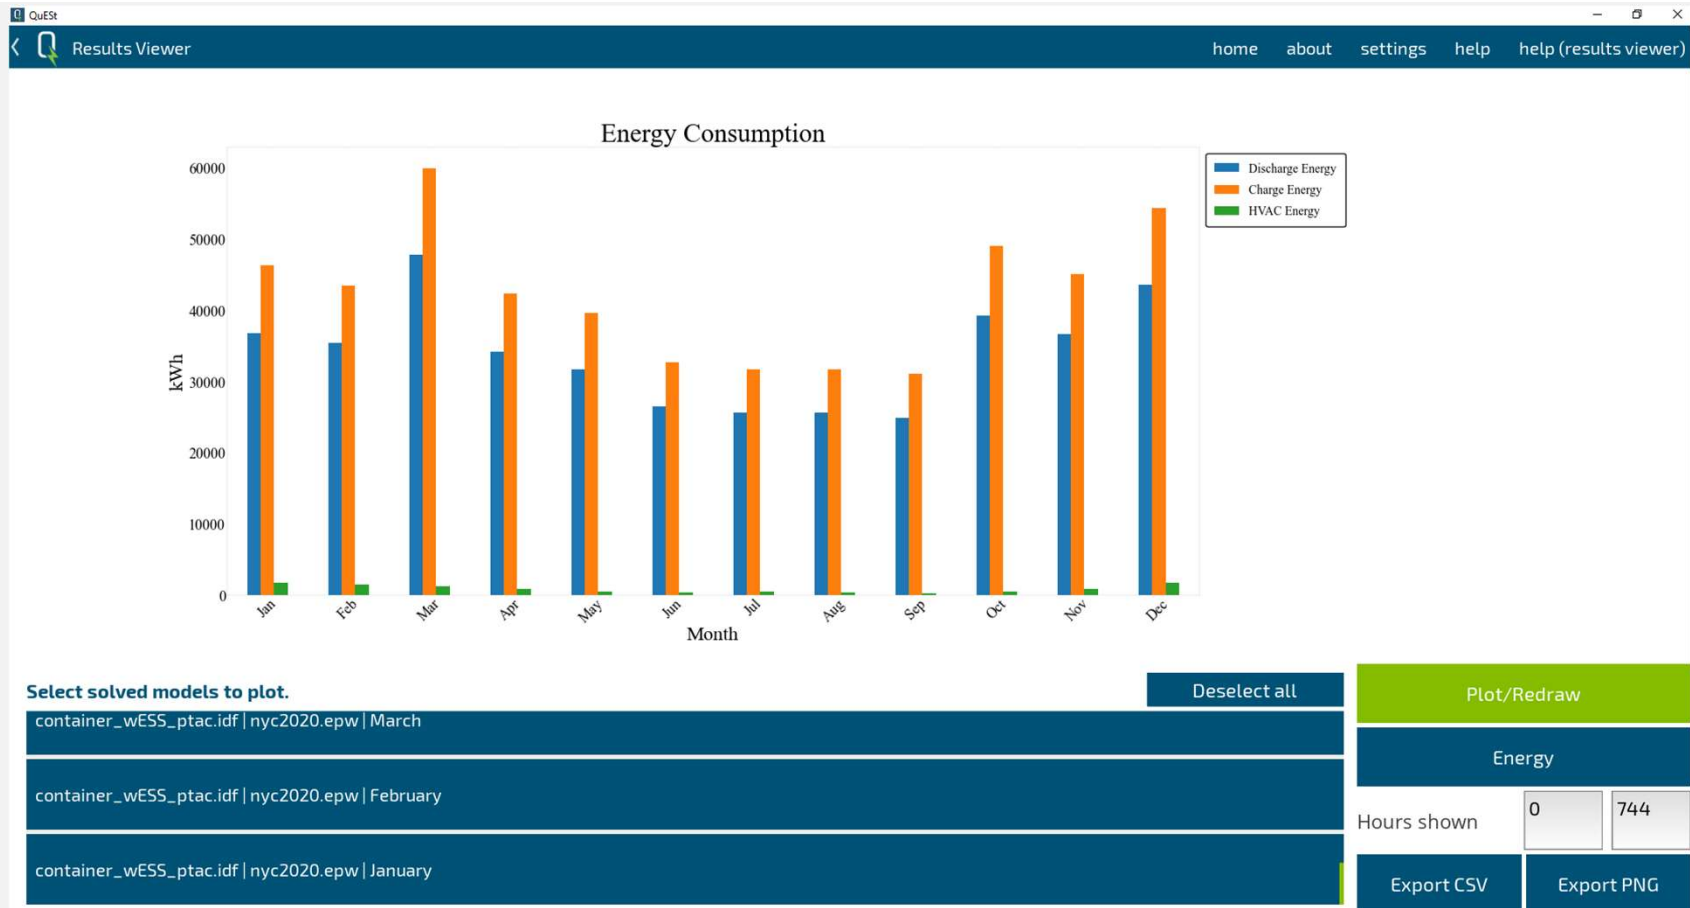 QuESt
Results Viewer
home about settings help help (results viewer)
Energy Consumption
60000
50000
40000
30000
20000
10000
0
kWh
Discharge Energy
Charge Energy
HVAC Energy
Jan Feb Mar Apr May Jun Jul Aug Sep Oct Nov Dec
Month
Select solved models to plot.
Deselect all
container_wESS_ptac.idf | nyc2020.epw | March
container_wESS_ptac.idf | nyc2020.epw | February
container_wESS_ptac.idf | nyc2020.epw | January
Plot/Redraw
Energy
Hours shown 0 744
Export CSV Export PNG